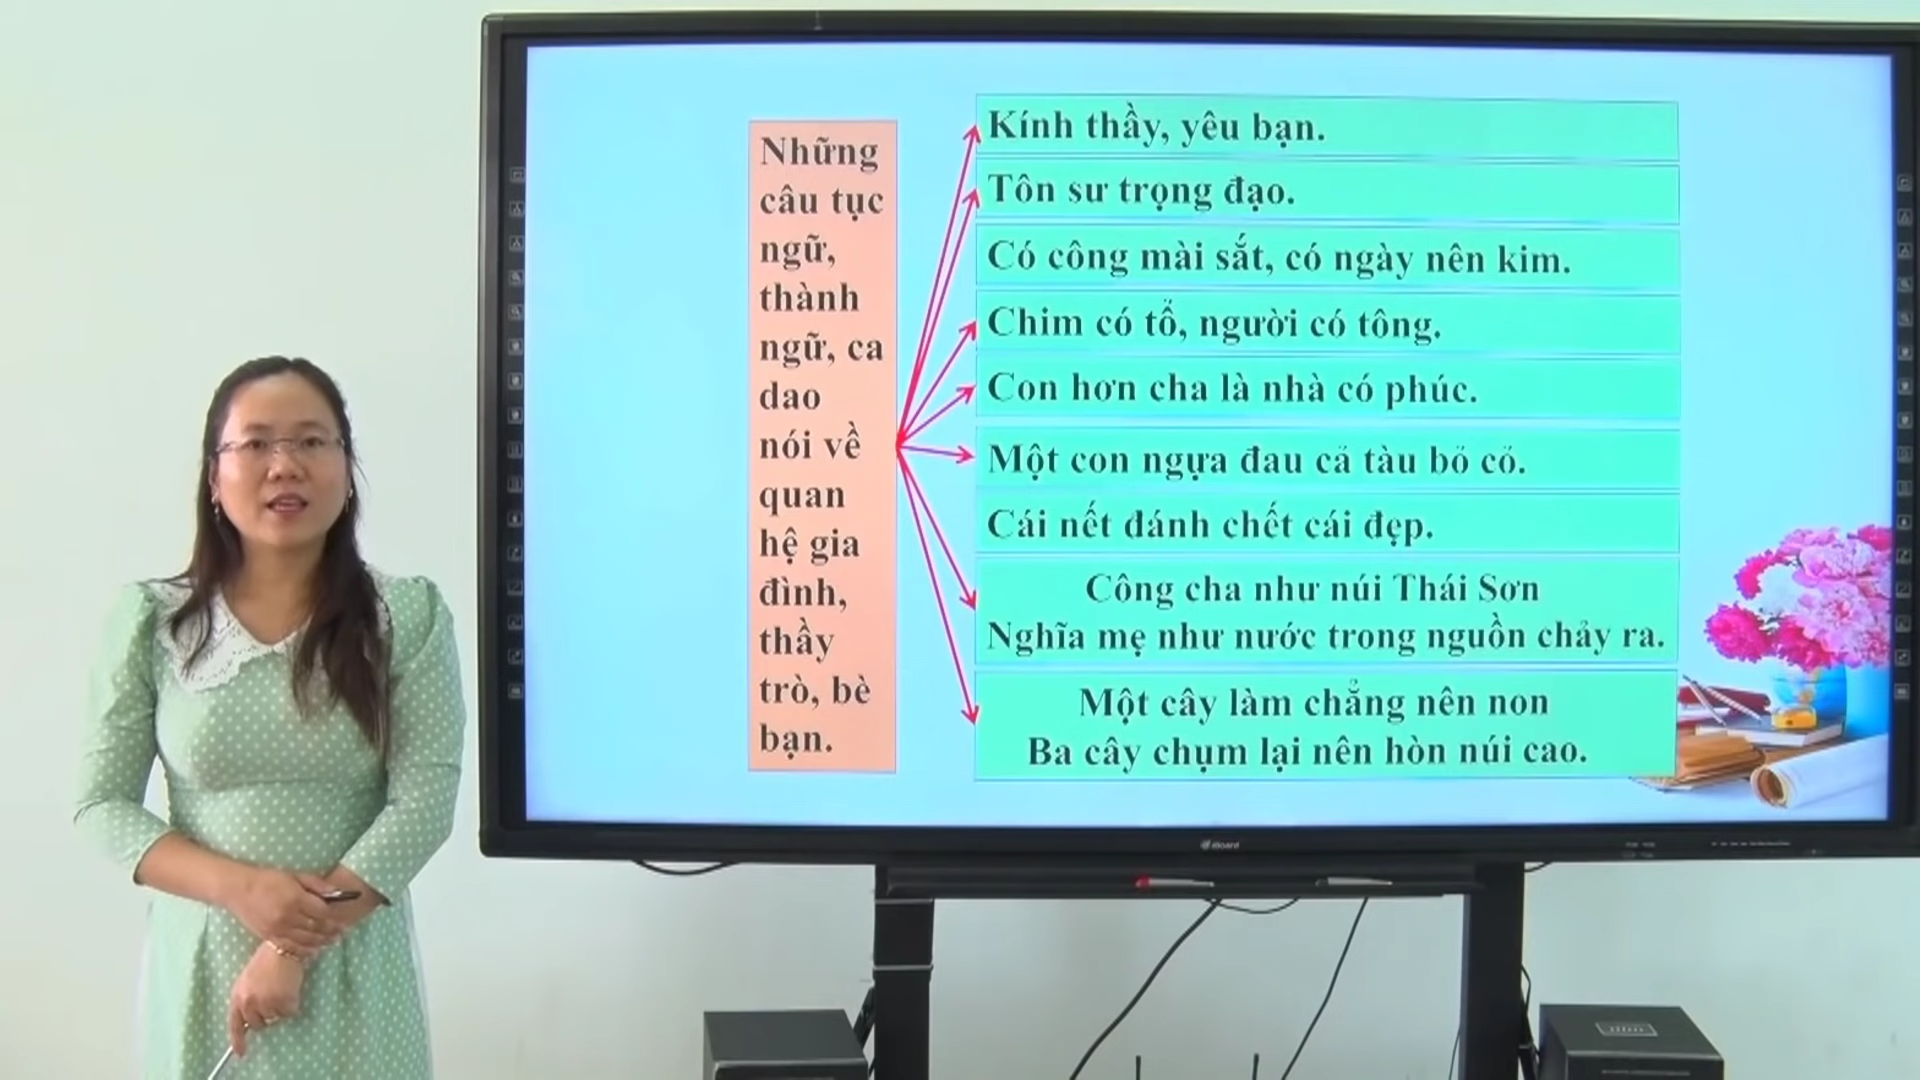 Những
câu tục
ngữ,
thành
ngữ, ca
dao
nói về
quan
hệ gia
đình,
thầy
trò, bè
bạn.
Kính thầy, yêu bạn.
Tôn sư trọng đạo.
Có công mài sắt, có ngày nên kim.
Chim có tổ, người có tông.
Con hơn cha là nhà có phúc.
Một con ngựa đau cả tàu bỏ cỏ.
Cái nết đánh chết cái đẹp.
Công cha như núi Thái Sơn
Nghĩa mẹ như nước trong nguồn chảy ra.
Một cây làm chẳng nên non
Ba cây chụm lại nên hòn núi cao.